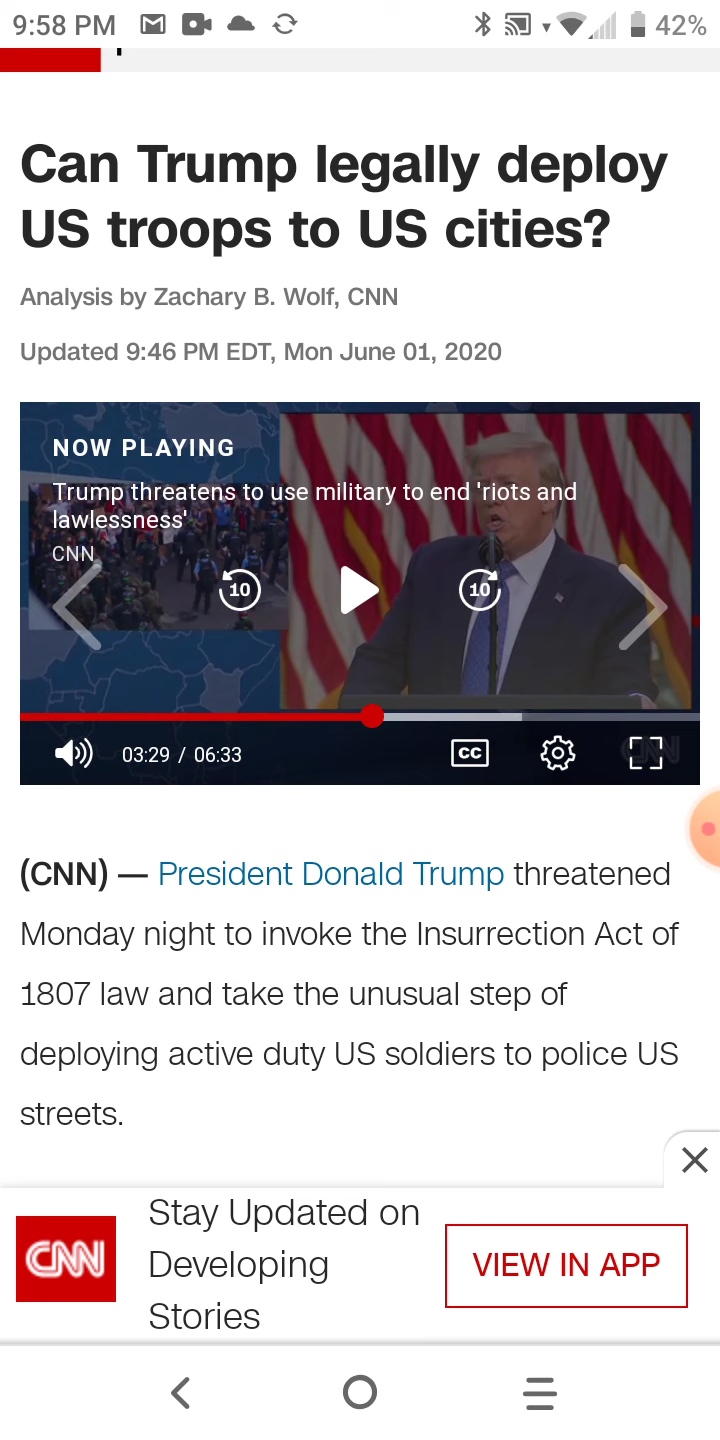 9:58 PM 42%
Can Trump legally deploy
US troops to US cities?
Analysis by Zachary B. Wolf, CNN
Updated 9:46 PM EDT, Mon June 01, 2020
NOW PLAYING
Trump threatens to use military to end 'riots and
lawlessness'
CNN
10 10
03:29 / 06:33 CC CNN
(CNN) — President Donald Trump threatened
Monday night to invoke the Insurrection Act of
1807 law and take the unusual step of
deploying active duty US soldiers to police US
streets.
Stay Updated on
Developing
Stories
CNN
VIEW IN APP